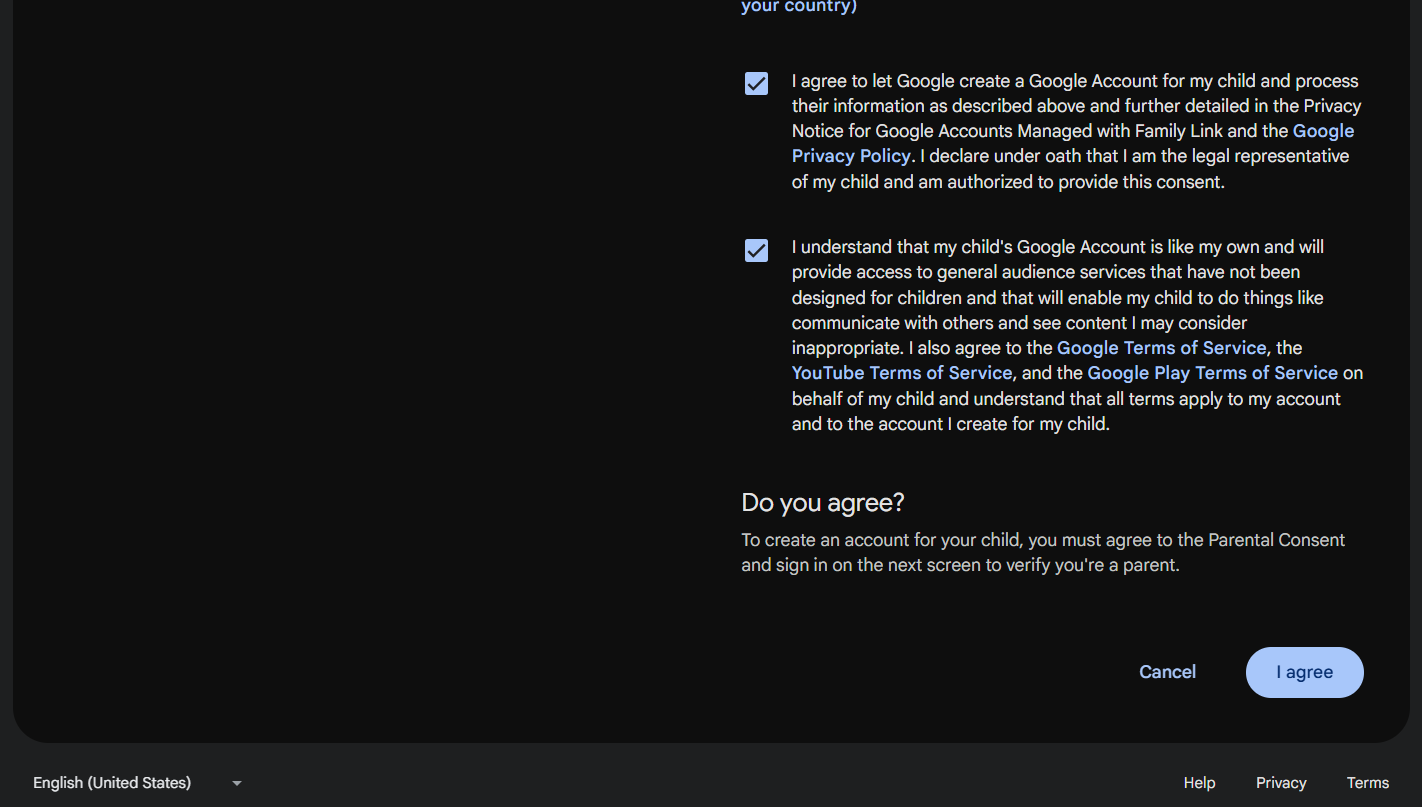 your country)
I agree to let Google create a Google Account for my child and process
their information as described above and further detailed in the Privacy
Notice for Google Accounts Managed with Family Link and the Google
Privacy Policy. I declare under oath that I am the legal representative
of my child and am authorized to provide this consent.
I understand that my child's Google Account is like my own and will
provide access to general audience services that have not been
designed for children and that will enable my child to do things like
communicate with others and see content I may consider
inappropriate. I also agree to the Google Terms of Service, the
YouTube Terms of Service, and the Google Play Terms of Service on
behalf of my child and understand that all terms apply to my account
and to the account I create for my child.
Do you agree?
To create an account for your child, you must agree to the Parental Consent
and sign in on the next screen to verify you're a parent.
Cancel
I agree
English (United States)
Help
Privacy
Terms